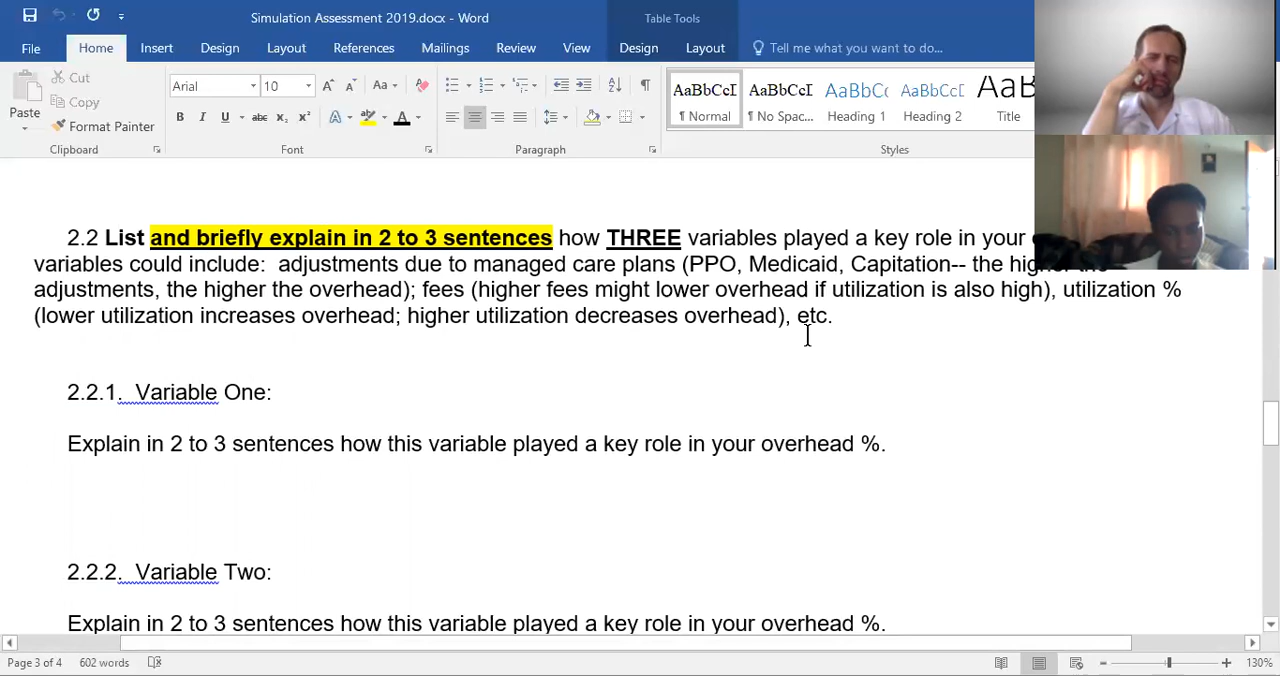 Simulation Assessment 2019.docx - Word
Table Tools
File Home Insert Design Layout References Mailings Review View Design Layout Tell me what you want to do...
Paste
Cut
Copy
Format Painter
Clipboard
Arial 10
Aa
B I U abc X₂ X²
A ab A
Font
Paragraph
AaBbCcI AaBbCcI AaBbCc AaBbCcE AaBb
¶ Normal ¶ No Spac... Heading 1 Heading 2 Title
Styles
2.2 List and briefly explain in 2 to 3 sentences how THREE variables played a key role in your
variables could include: adjustments due to managed care plans (PPO, Medicaid, Capitation-- the higher the
adjustments, the higher the overhead); fees (higher fees might lower overhead if utilization is also high), utilization %
(lower utilization increases overhead; higher utilization decreases overhead), etc.
2.2.1. Variable One:
Explain in 2 to 3 sentences how this variable played a key role in your overhead %.
2.2.2. Variable Two:
Explain in 2 to 3 sentences how this variable played a key role in your overhead %.
Page 3 of 4 602 words 130%